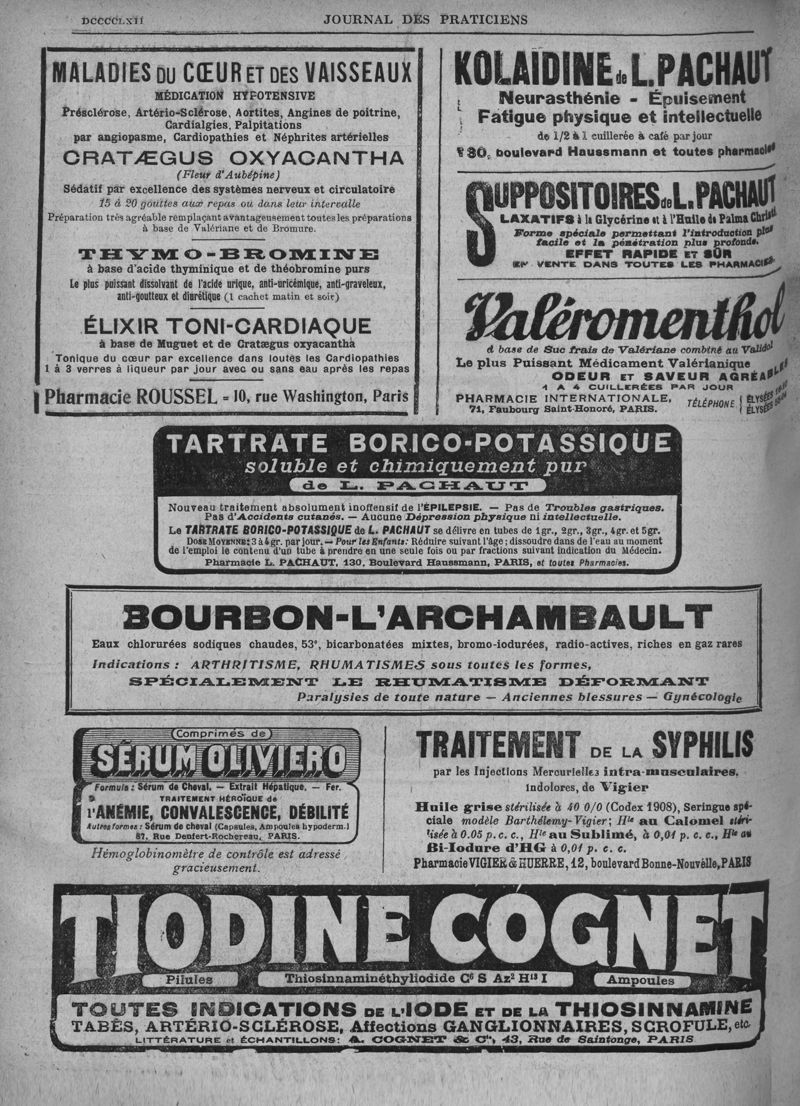 DCCCCLXII
JOURNAL DES PRATICIENS
MALADIES DU CŒUR ET DES VAISSEAUX
MÉDICATION HYPOTENSIVE
Présclérose, Artério-Sclérose, Aortites, Angines de poitrine,
Cardialgies, Palpitations
par angiopasme, Cardiopathies et Néphrites artérielles
CRATÆGUS OXYACANTHA
(Fleur d'Aubépine)
Sédatif par excellence des systèmes nerveux et circulatoire
15 à 20 gouttes aux repas ou dans leur intervalle
Préparation très agréable remplaçant avantageusement toutes les préparations
à base de Valériane et de Bromure.
THYMO-BROMINE
à base d'acide thyminique et de théobromine purs
Le plus puissant dissolvant de l'acide urique, anti-uricémique, anti-graveleux,
anti-goutteux et diurétique (1 cachet matin et soir)
ÉLIXIR TONI-CARDIAQUE
à base de Muguet et de Cratægus oxyacantha
Tonique du cœur par excellence dans toutes les Cardiopathies
1 à 3 verres à liqueur par jour avec ou sans eau après les repas
Pharmacie ROUSSEL - 10, rue Washington, Paris
KOLAÏDINE de L. PACHAUT
Neurasthénie - Épuisement
Fatigue physique et intellectuelle
de 1/2 à 1 cuillerée à café par jour
130, boulevard Haussmann et toutes pharmacies
SUPPOSITOIRES de L. PACHAUT
LAXATIFS à la Glycérine et à l'Huile de Palma Christi
Forme spéciale permettant l'introduction plus
facile et la pénétration plus profonde.
EFFET RAPIDE ET SÛR
EN VENTE DANS TOUTES LES PHARMACIES
Valéromenthol
à base de Suc frais de Valériane combiné au Validol
Le plus Puissant Médicament Valérianique
ODEUR ET SAVEUR AGRÉABLES
1 A 4 CUILLERÉES PAR JOUR
PHARMACIE INTERNATIONALE,
71, Faubourg Saint-Honoré, PARIS.
TÉLÉPHONE { ÉLYSÉES
ÉLYSÉES
TARTRATE BORICO-POTASSIQUE
soluble et chimiquement pur
de L. PACHAUT
Nouveau traitement absolument inoffensif de l'ÉPILEPSIE. — Pas de Troubles gastriques.
Pas d'Accidents cutanés. — Aucune Dépression physique ni intellectuelle.
Le TARTRATE BORICO-POTASSIQUE de L. PACHAUT se délivre en tubes de 1gr., 2gr., 3gr., 4gr. et 5gr.
DOSE MOYENNE: 3 à 4 gr. par jour. — Pour les Enfants: Réduire suivant l'âge; dissoudre dans de l'eau au moment
de l'emploi le contenu d'un tube à prendre en une seule fois ou par fractions suivant indication du Médecin.
Pharmacie L. PACHAUT, 130, Boulevard Haussmann, PARIS, et toutes Pharmacies.
BOURBON-L'ARCHAMBAULT
Eaux chlorurées sodiques chaudes, 53°, bicarbonatées mixtes, bromo-iodurées, radio-actives, riches en gaz rares
Indications : ARTHRITISME, RHUMATISMES sous toutes les formes,
SPÉCIALEMENT LE RHUMATISME DÉFORMANT
Paralysies de toute nature — Anciennes blessures — Gynécologie
(Comprimés de)
SÉRUM OLIVIERO
Formule : Sérum de Cheval. — Extrait Hépatique. — Fer.
TRAITEMENT HÉROÏQUE de
l'ANÉMIE, CONVALESCENCE, DÉBILITÉ
Autres formes : Sérum de cheval (Capsules, Ampoules hypoderm.)
87, Rue Denfert-Rochereau, PARIS.
Hémoglobinomètre de contrôle est adressé
gracieusement.
TRAITEMENT DE LA SYPHILIS
par les Injections Mercurielles intra-musculaires,
indolores, de Vigier
Huile grise stérilisée à 40 0/0 (Codex 1908), Seringue spé-
ciale modèle Barthélemy-Vigier; Hle au Calomel stéri-
lisée à 0.05 p. c. c., Hle au Sublimé, à 0,01 p. c. c., Hle au
Bi-Iodure d'HG à 0,01 p. c. c.
Pharmacie VIGIER & HUERRE, 12, boulevard Bonne-Nouvelle, PARIS
TIODINE COGNET
Pilules
Thiosinnaminéthyliodide C⁶ S Az² H¹³ I
Ampoules
TOUTES INDICATIONS DE L'IODE ET DE LA THIOSINNAMINE
TABÈS, ARTÉRIO-SCLÉROSE, Affections GANGLIONNAIRES, SCROFULE, etc.
LITTÉRATURE et ÉCHANTILLONS: A. COGNET & Cie, 43, Rue de Saintonge, PARIS